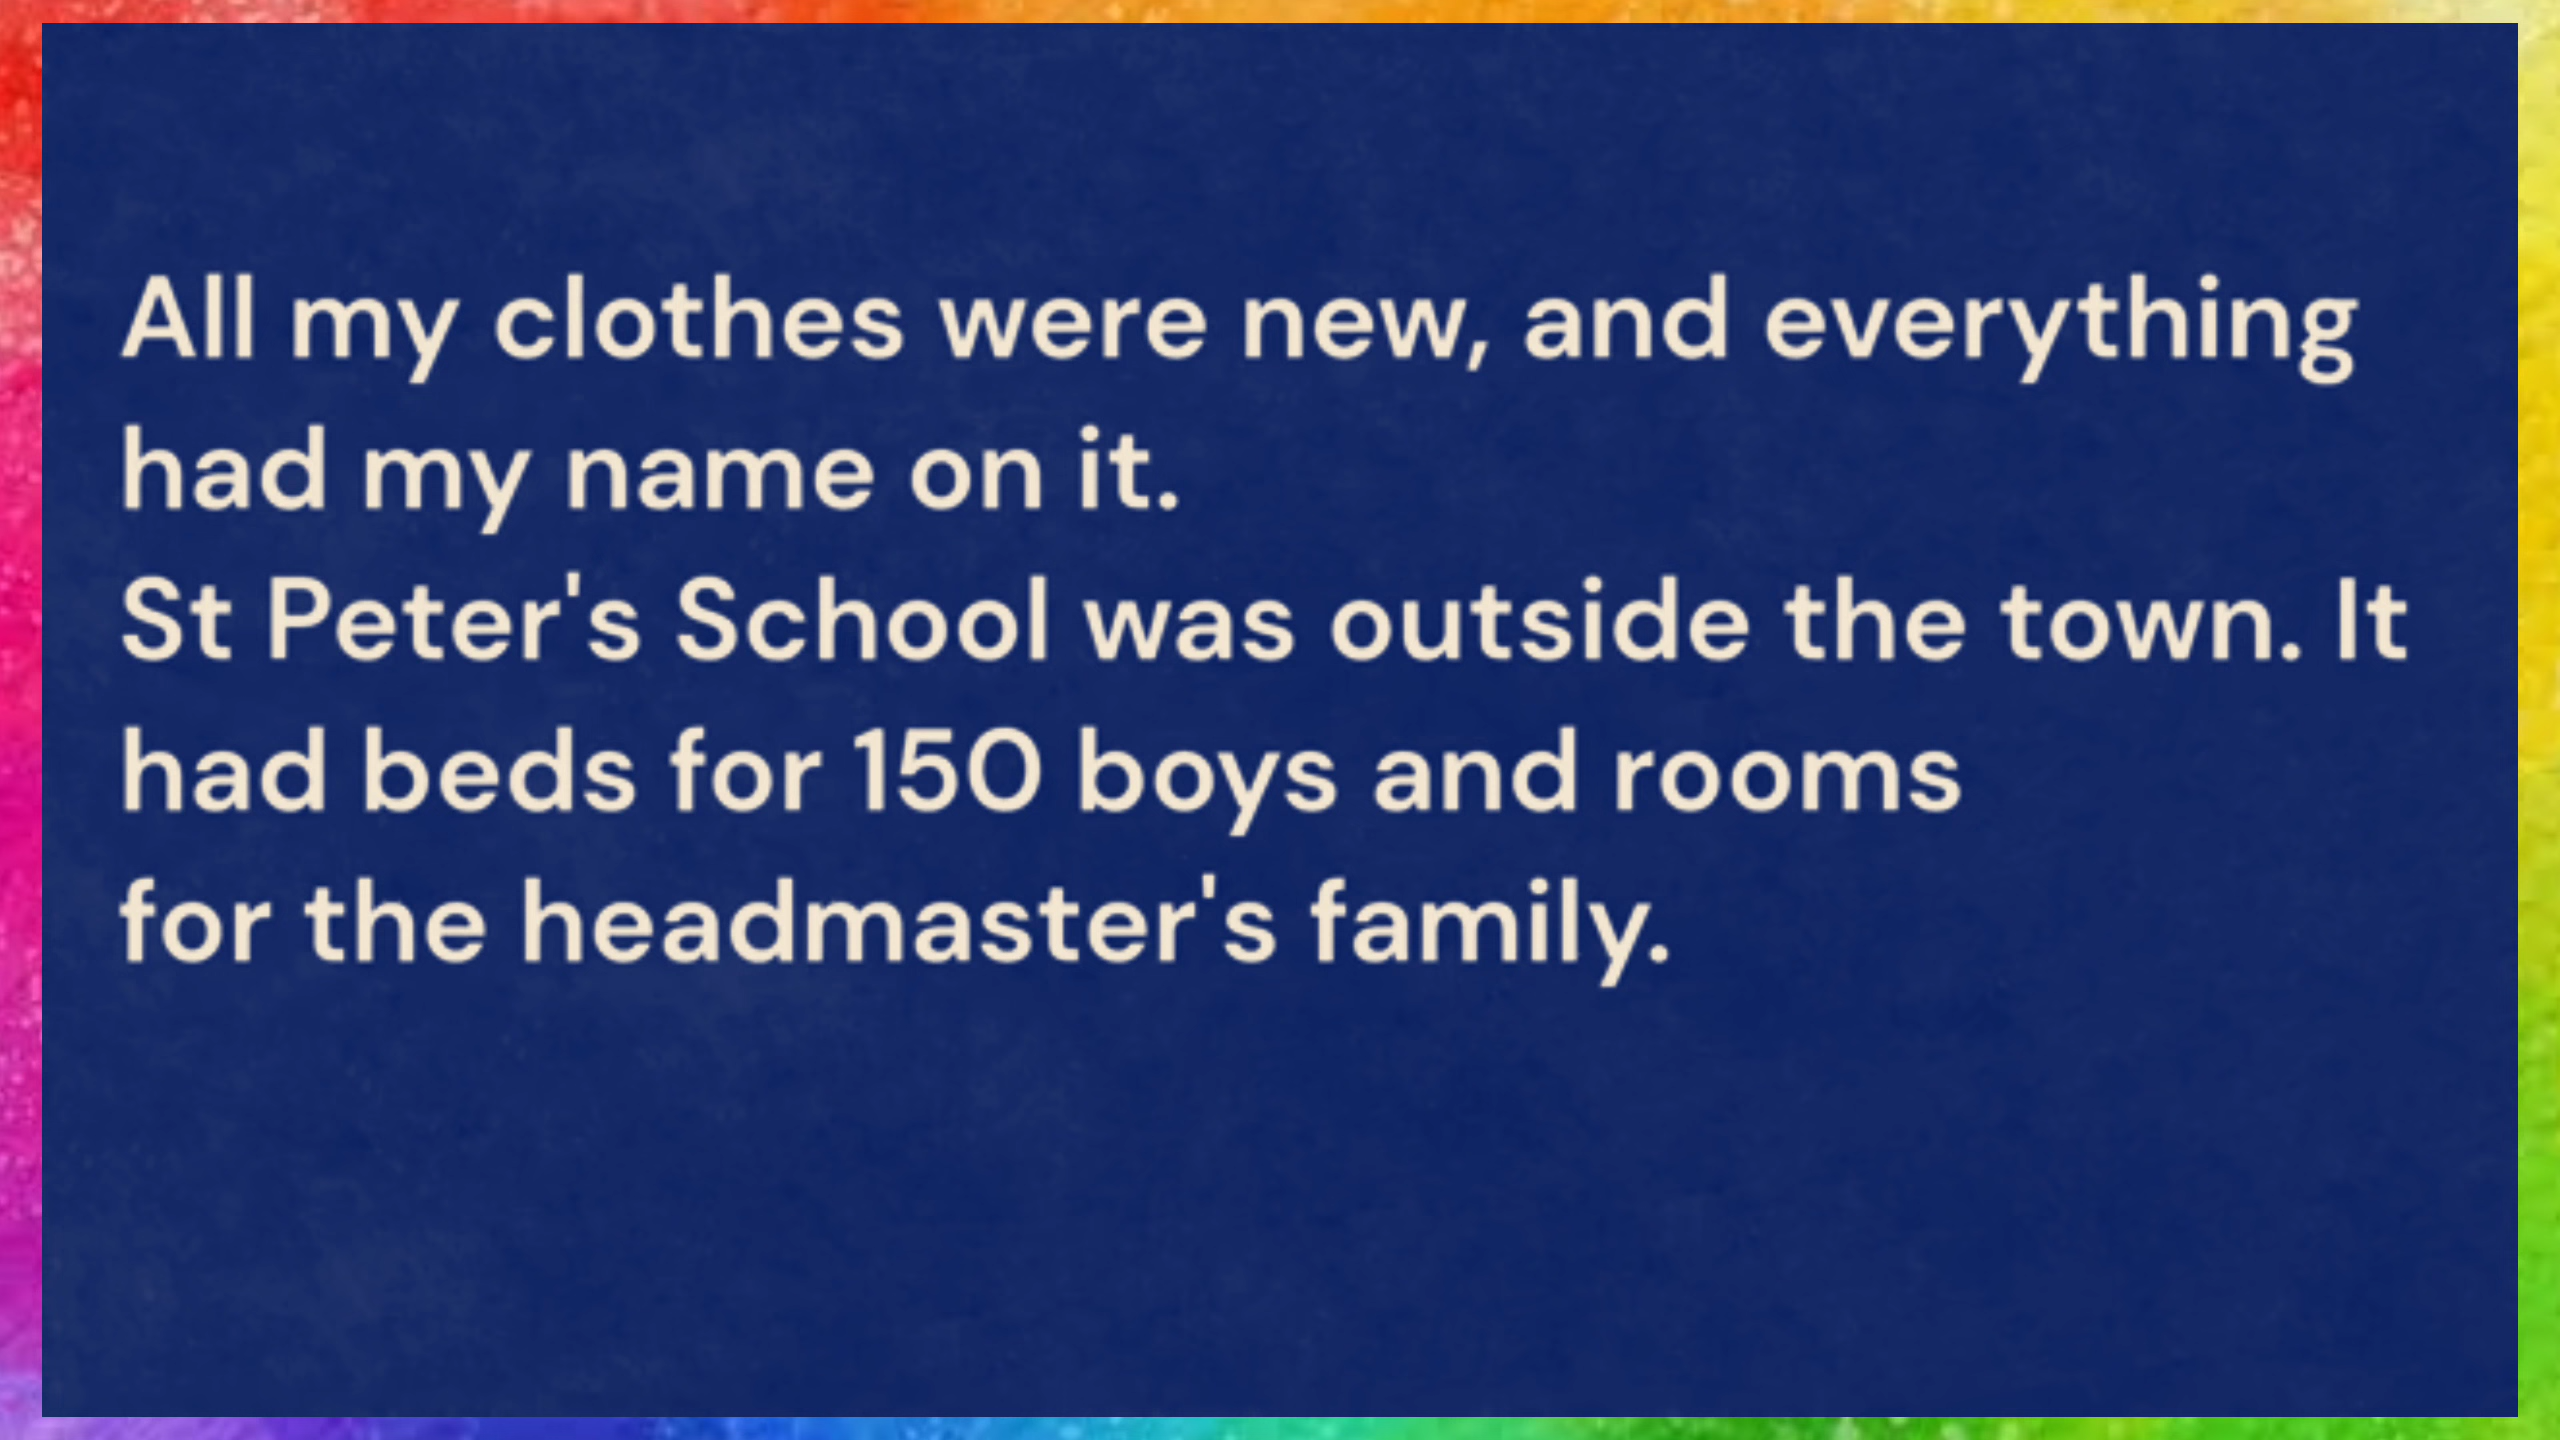 All my clothes were new, and everything
had my name on it.
St Peter's School was outside the town. It
had beds for 150 boys and rooms
for the headmaster's family.